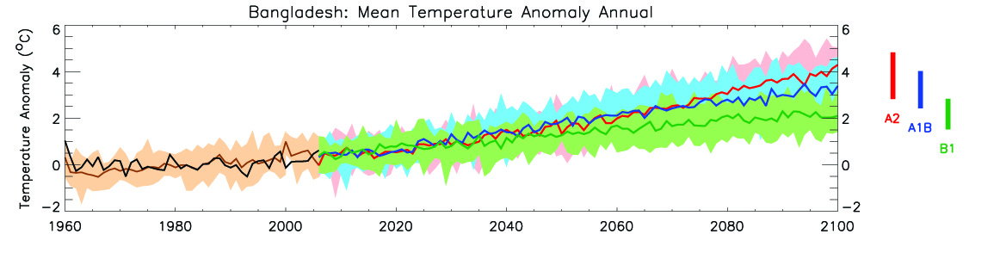 Bangladesh: Mean Temperature Anomaly Annual
Temperature Anomaly (°C)
6
4
2
0
−2
6
4
2
0
−2
1960 1980 2000 2020 2040 2060 2080 2100
A2
A1B
B1